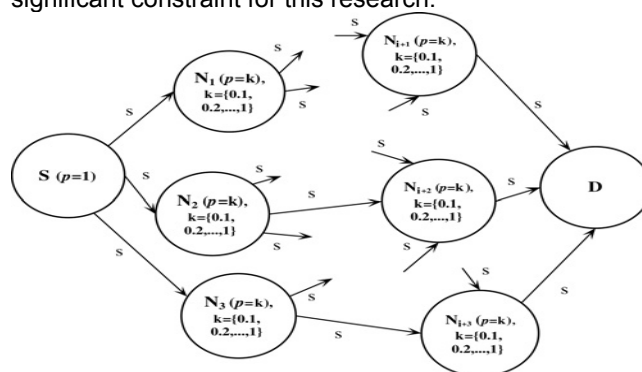 significant constraint for this research.
S
N₁ (p=k),
k={0.1,
0.2,...,1}
S
S
S
Nᵢ₊₁ (p=k),
k={0.1,
0.2,...,1}
S
S (p=1)
S
N₂ (p=k),
k={0.1,
0.2,...,1}
S
S
S
Nᵢ₊₂ (p=k),
k={0.1,
0.2,...,1}
S
S
D
S
N₃ (p=k),
k={0.1,
0.2,...,1}
S
S
S
Nᵢ₊₃ (p=k),
k={0.1,
0.2,...,1}
S